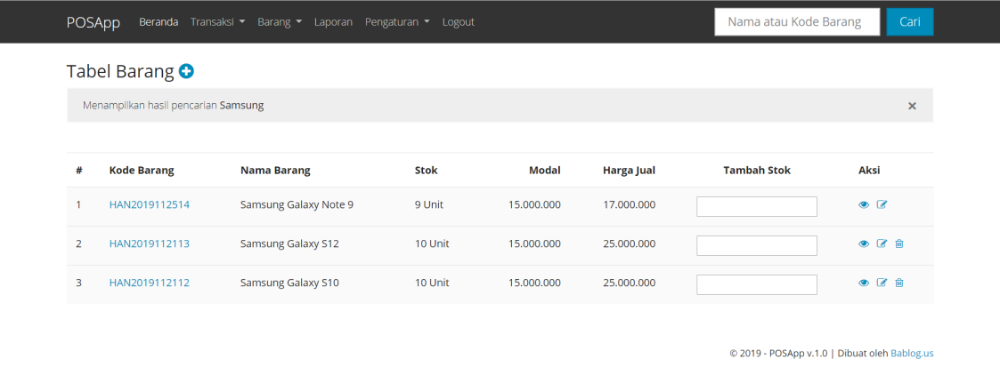 POSApp Beranda Transaksi Barang Laporan Pengaturan Logout Nama atau Kode Barang Cari
Tabel Barang
Menampilkan hasil pencarian Samsung ×
# Kode Barang Nama Barang Stok Modal Harga Jual Tambah Stok Aksi
1 HAN2019112514 Samsung Galaxy Note 9 9 Unit 15.000.000 17.000.000
2 HAN2019112113 Samsung Galaxy S12 10 Unit 15.000.000 25.000.000
3 HAN2019112112 Samsung Galaxy S10 10 Unit 15.000.000 25.000.000
© 2019 - POSApp v.1.0 | Dibuat oleh Bablog.us